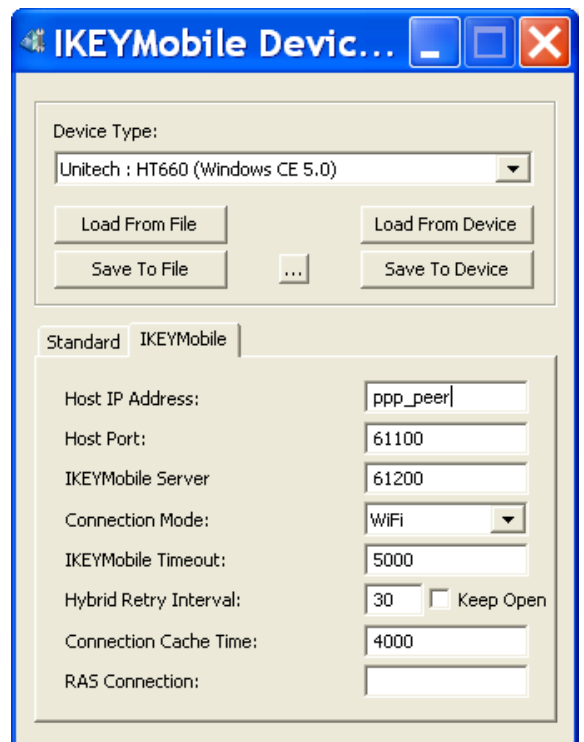 IKEYMobile Devic...
Device Type:
Unitech : HT660 (Windows CE 5.0)
Load From File Load From Device
Save To File ... Save To Device
Standard IKEYMobile
Host IP Address: ppp_peer
Host Port: 61100
IKEYMobile Server 61200
Connection Mode: WiFi
IKEYMobile Timeout: 5000
Hybrid Retry Interval: 30 Keep Open
Connection Cache Time: 4000
RAS Connection: